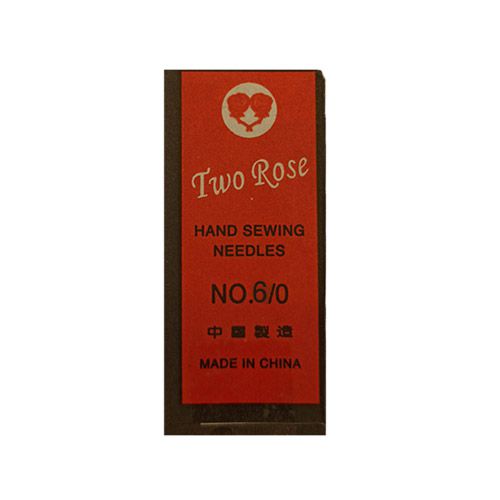 Two Rose
HAND SEWING
NEEDLES
NO.6/0
中國製造
MADE IN CHINA